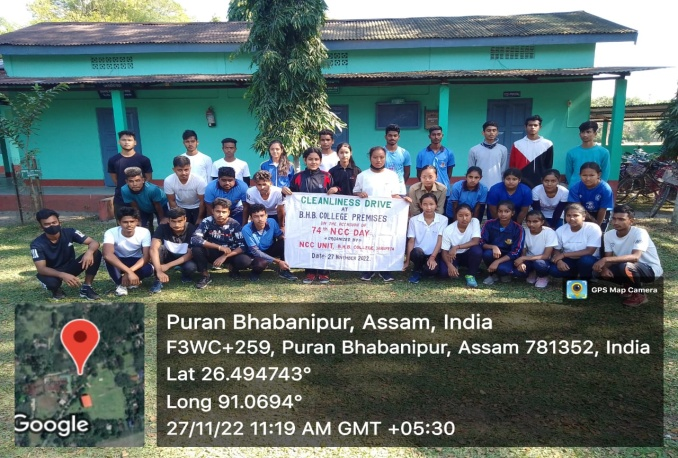 CLEANLINESS DRIVE
AT
B.H.B COLLEGE PREMISES
ON THE OCCASION OF
74TH NCC DAY
ORGANIZED BY:
NCC UNIT, B.H.B. COLLEGE, SARUPETA
Date:- 27 NOVEMBER 2022
GPS Map Camera
Puran Bhabanipur, Assam, India
F3WC+259, Puran Bhabanipur, Assam 781352, India
Lat 26.494743°
Long 91.0694°
27/11/22 11:19 AM GMT +05:30
Google